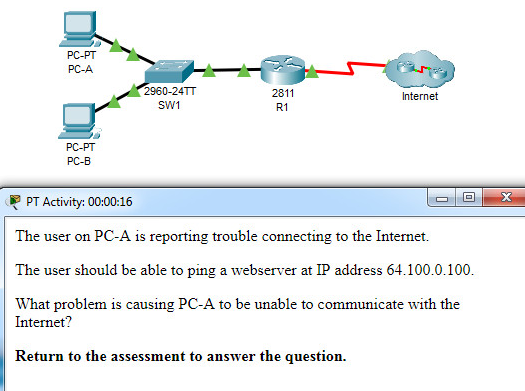 PC-PT
PC-A
2960-24TT
SW1
2811
R1
Internet
PC-PT
PC-B
PT Activity: 00:00:16
The user on PC-A is reporting trouble connecting to the Internet.
The user should be able to ping a webserver at IP address 64.100.0.100.
What problem is causing PC-A to be unable to communicate with the
Internet?
Return to the assessment to answer the question.